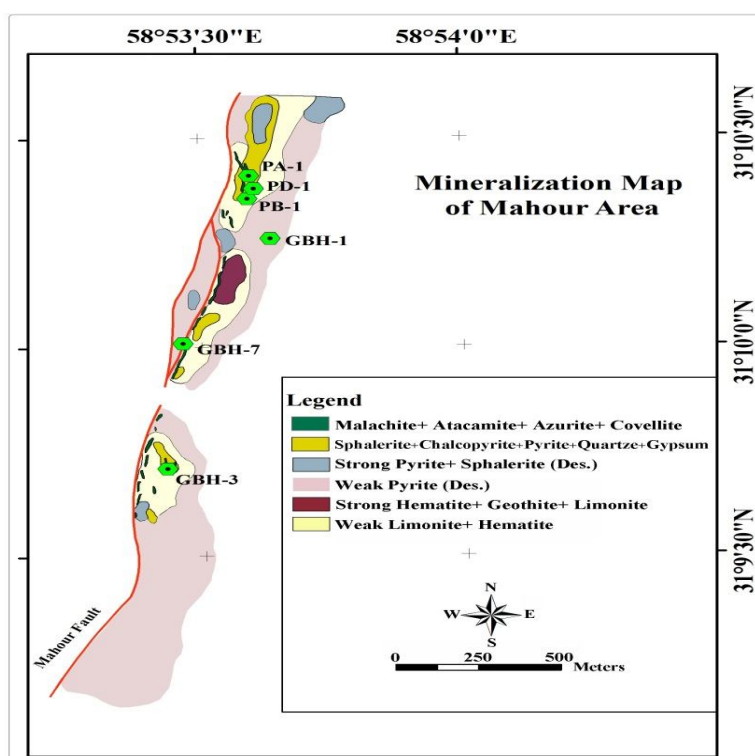 58°53'30"E 58°54'0"E
31°10'30"N
Mineralization Map
of Mahour Area
PA-1
PD-1
PB-1
GBH-1
31°10'0"N
GBH-7
Legend
Malachite+ Atacamite+ Azurite+ Covellite
Sphalerite+Chalcopyrite+Pyrite+Quartze+Gypsum
Strong Pyrite+ Sphalerite (Des.)
Weak Pyrite (Des.)
Strong Hematite+ Geothite+ Limonite
Weak Limonite+ Hematite
GBH-3
31°9'30"N
N
W E
S
Mahour Fault
0 250 500
Meters